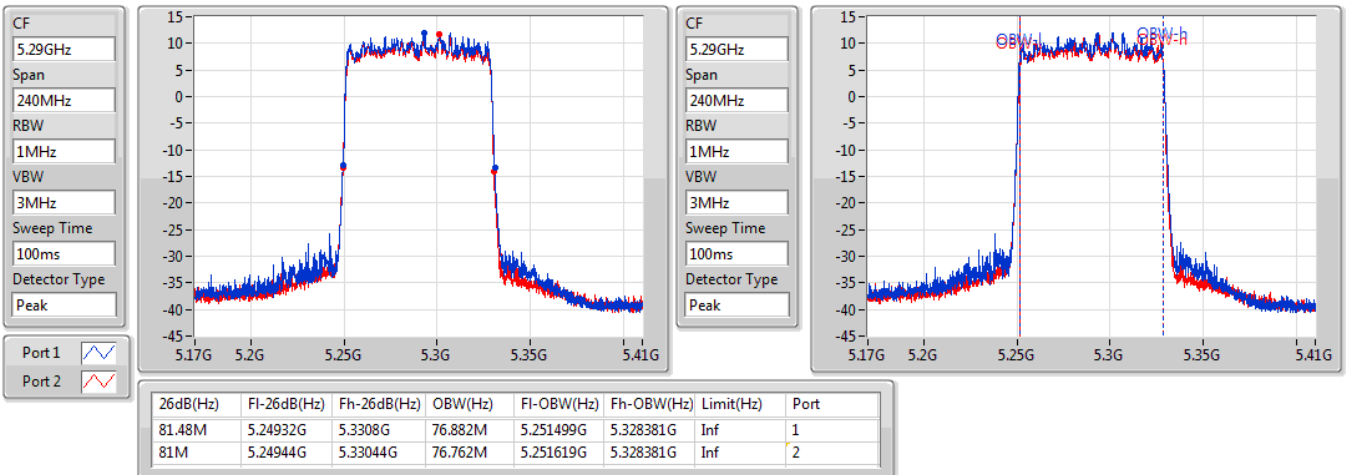 CF
5.29GHz
Span
240MHz
RBW
1MHz
VBW
3MHz
Sweep Time
100ms
Detector Type
Peak
Port 1
Port 2
15
10
5
0
-5
-10
-15
-20
-25
-30
-35
-40
-45
5.17G 5.2G 5.25G 5.3G 5.35G 5.41G
CF
5.29GHz
Span
240MHz
RBW
1MHz
VBW
3MHz
Sweep Time
100ms
Detector Type
Peak
15
10
5
0
-5
-10
-15
-20
-25
-30
-35
-40
-45
OBW-l OBW-h
OBW-l OBW-h
5.17G 5.2G 5.25G 5.3G 5.35G 5.41G
26dB(Hz) Fl-26dB(Hz) Fh-26dB(Hz) OBW(Hz) Fl-OBW(Hz) Fh-OBW(Hz) Limit(Hz) Port
81.48M 5.24932G 5.3308G 76.882M 5.251499G 5.328381G Inf 1
81M 5.24944G 5.33044G 76.762M 5.251619G 5.328381G Inf 2